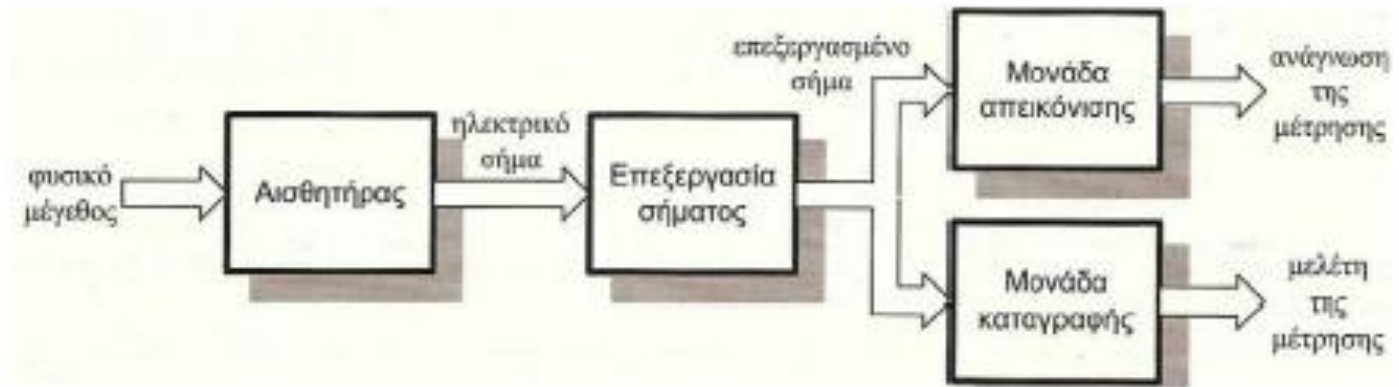 φυσικό
μέγεθος
Αισθητήρας
ηλεκτρικό
σήμα
Επεξεργασία
σήματος
επεξεργασμένο
σήμα
Μονάδα
απεικόνισης
ανάγνωση
της
μέτρησης
Μονάδα
καταγραφής
μελέτη
της
μέτρησης